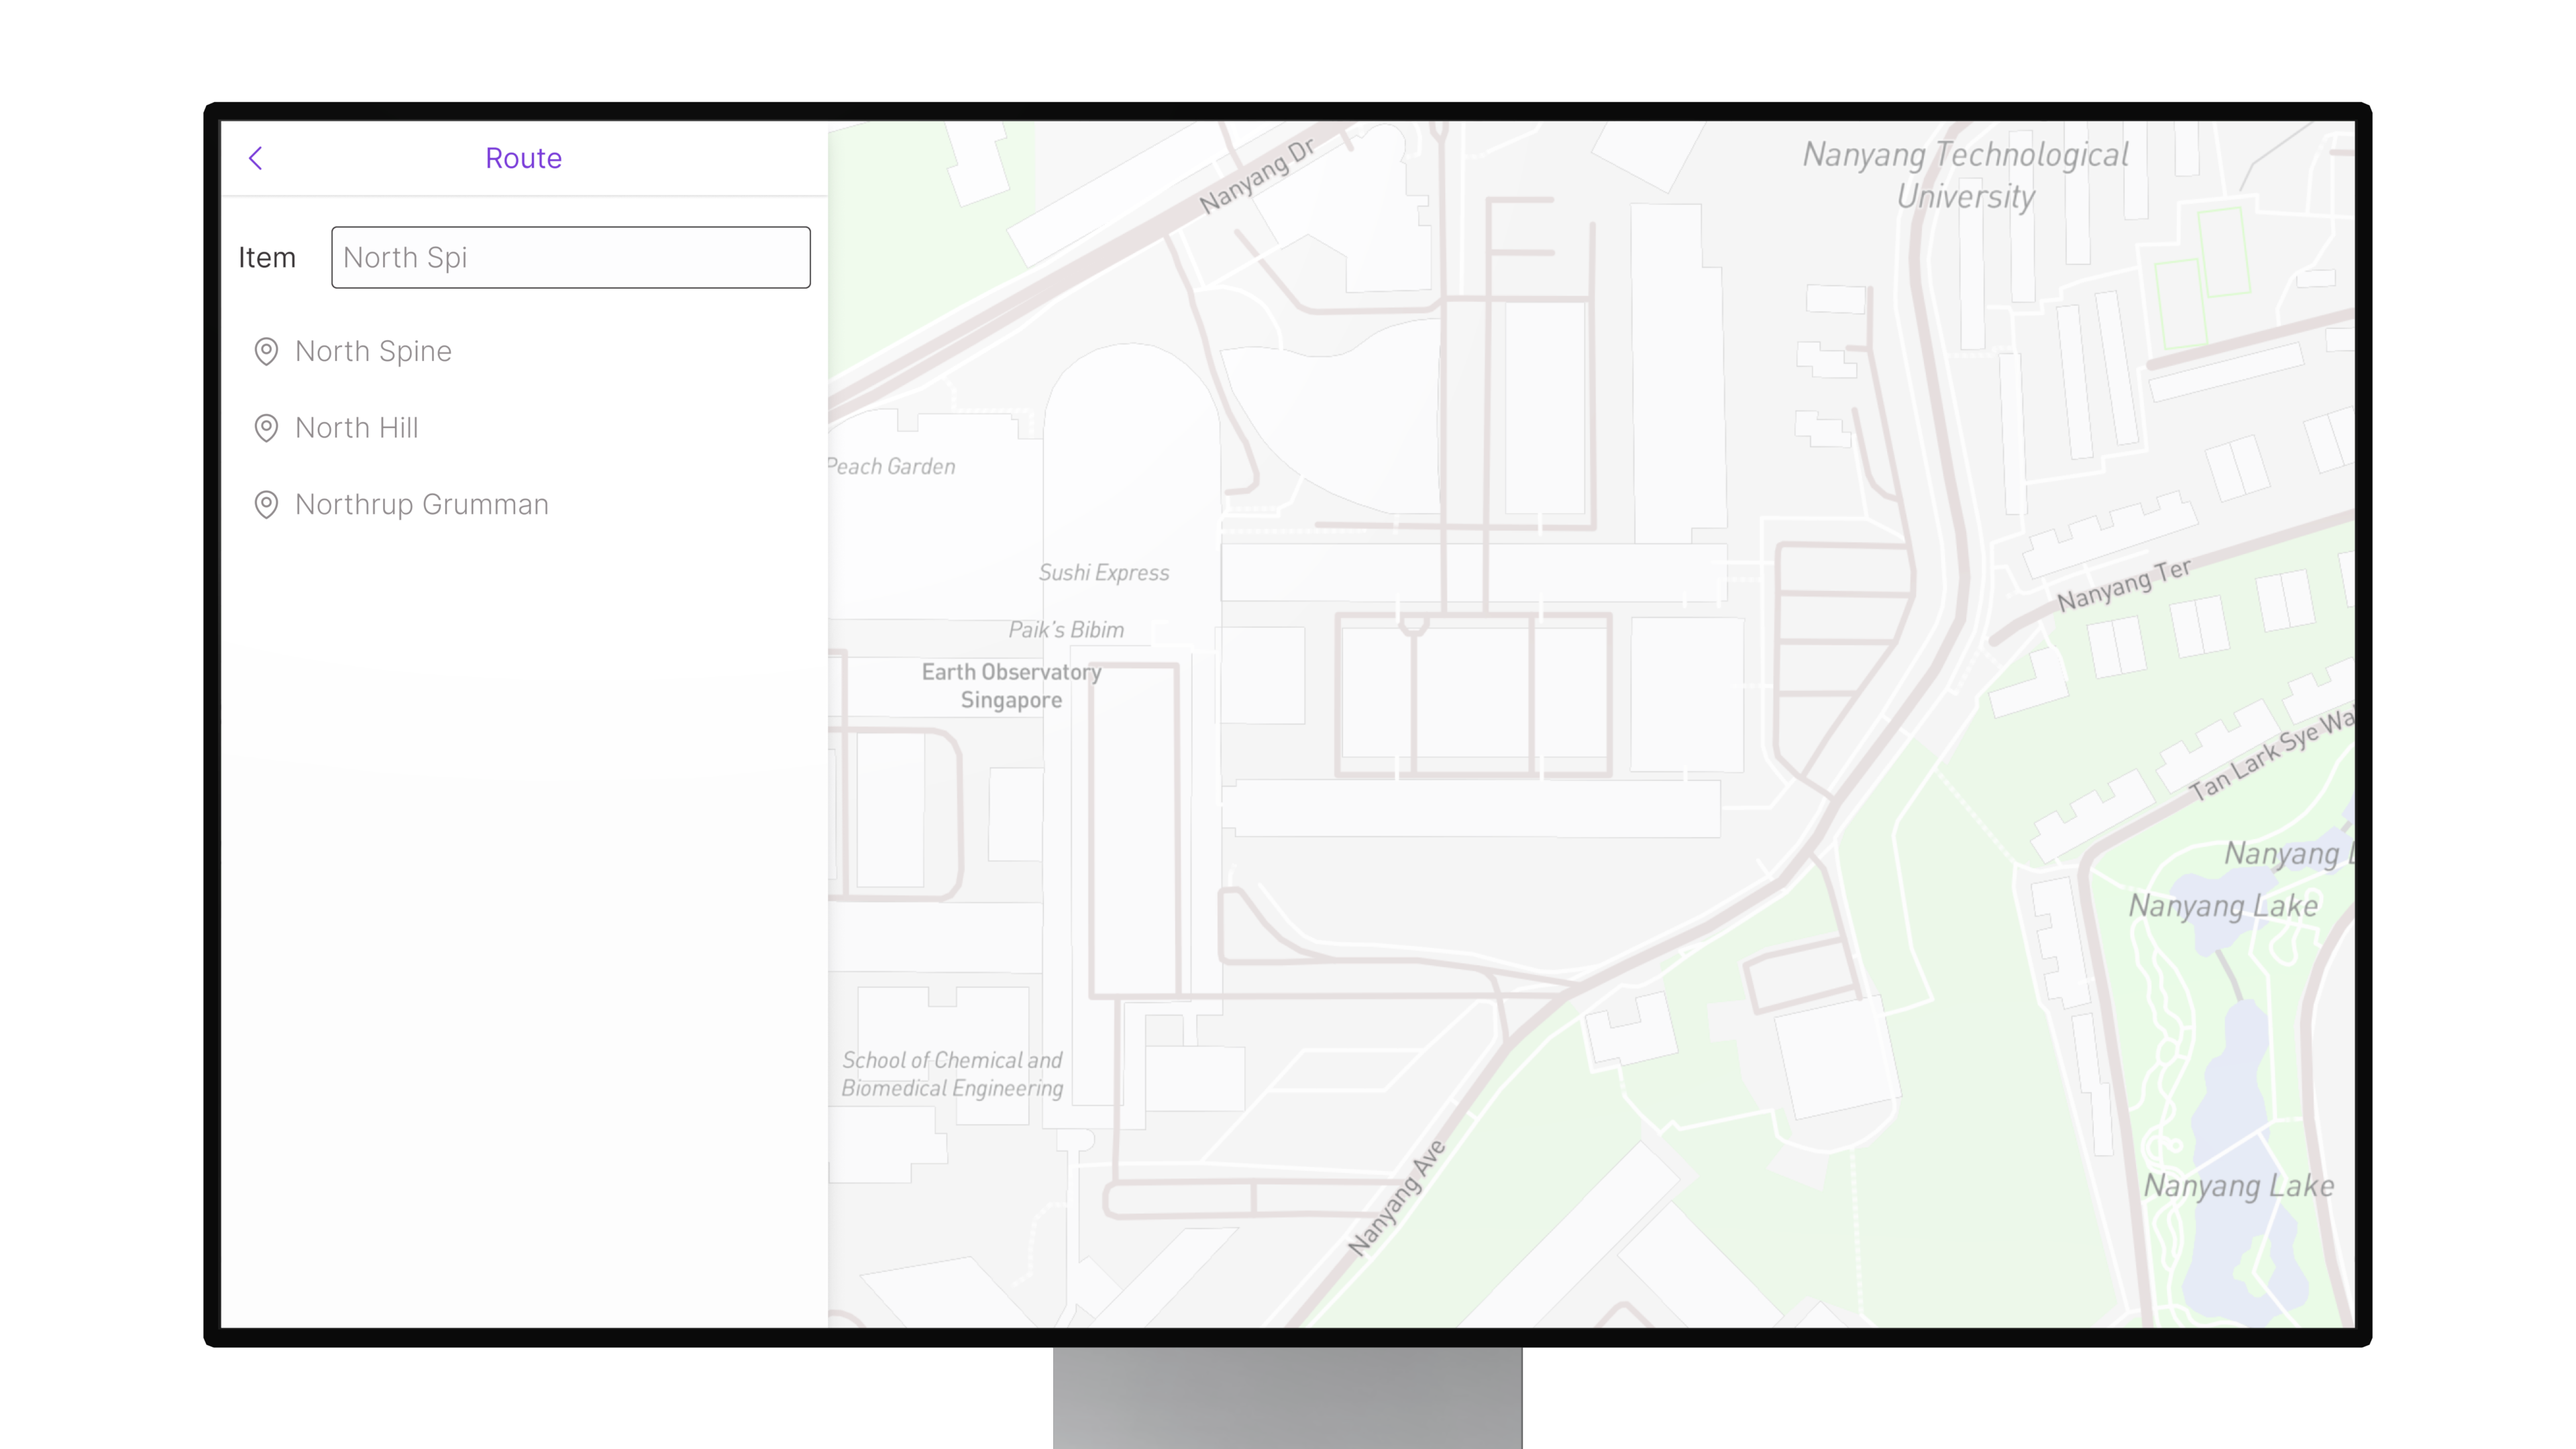 Route
Item
North Spi
North Spine
North Hill
Northrup Grumman
Nanyang Dr
Nanyang Technological
University
Peach Garden
Sushi Express
Paik's Bibim
Earth Observatory
Singapore
Nanyang Ter
Tan Lark Sye Wa
Nanyang L
Nanyang Lake
School of Chemical and
Biomedical Engineering
Nanyang Ave
Nanyang Lake